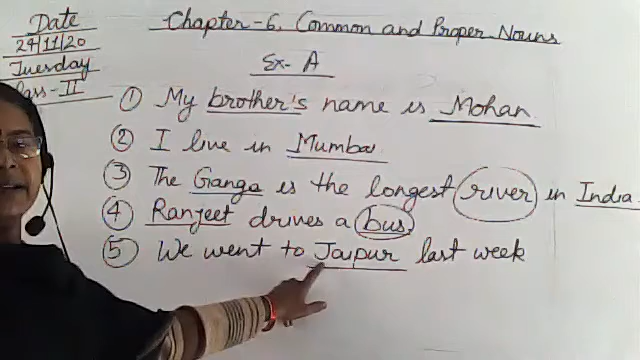 Date
24/11/20
Tuesday
Class-II
Chapter-6, Common and Proper Nouns
Ex- A
① My brother's name is Mohan
② I live in Mumbai
③ The Ganga is the longest river in India
④ Ranjeet drives a bus.
⑤ We went to Jaipur last week